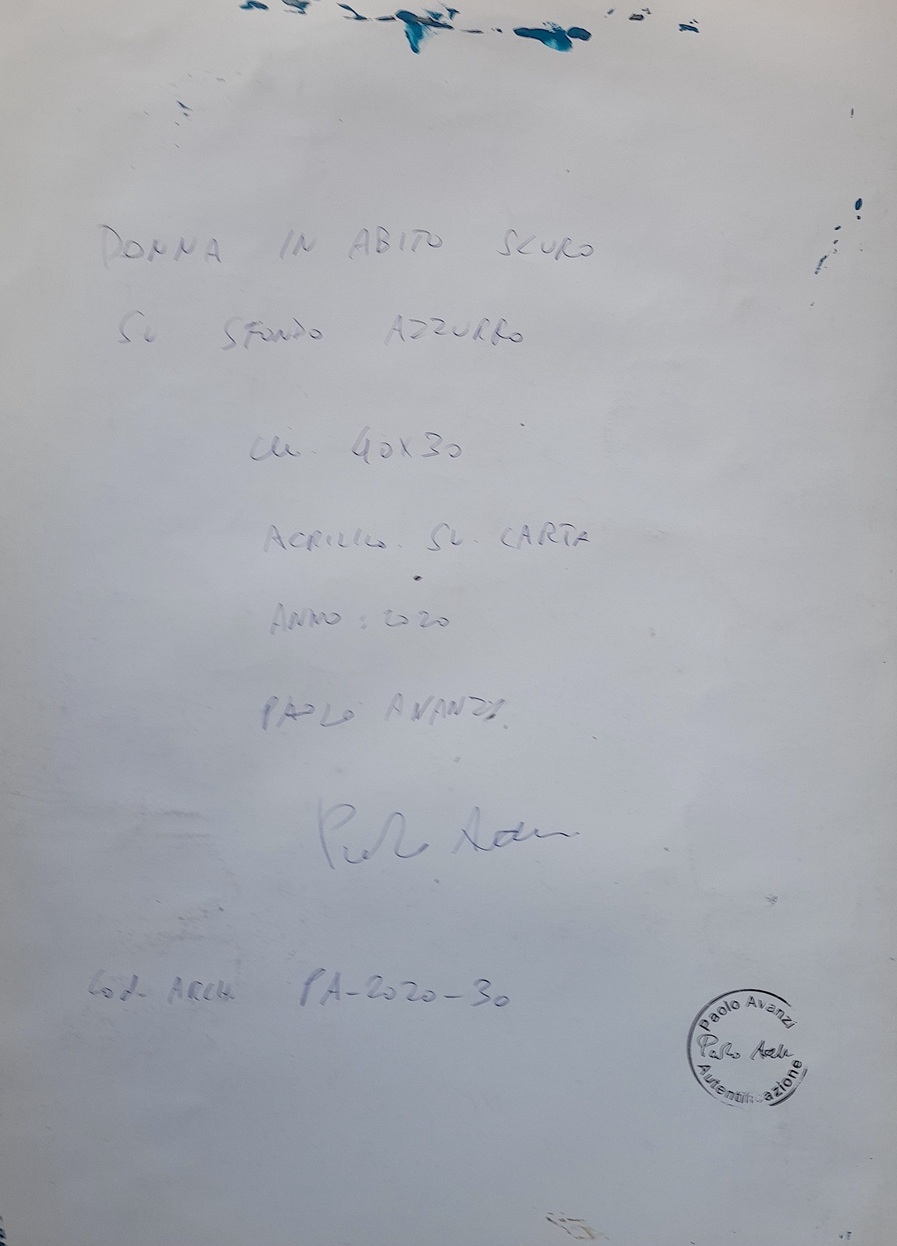 DONNA IN ABITO SCURO
SU SFONDO AZZURRO
cm. 40x30
ACRILICO SU CARTA
ANNO: 2020
PAOLO AVANZI
Cod. ARCH. PA-2020-30
Paolo Avanzi
Autentificazione